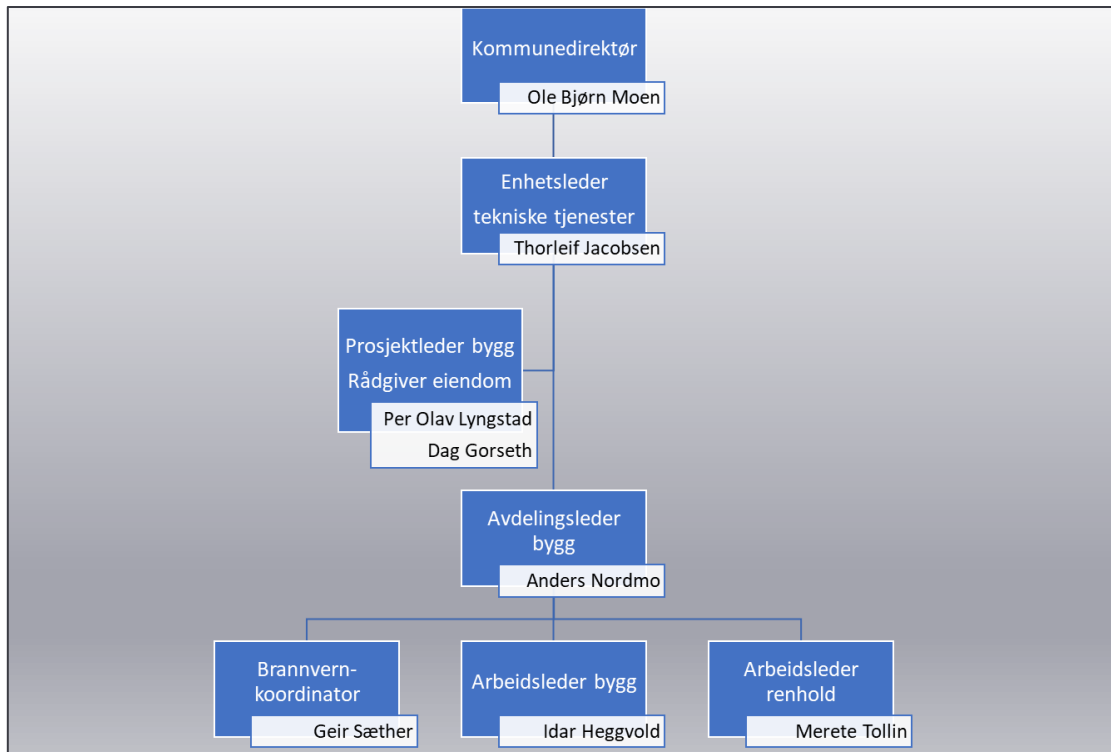 Kommunedirektør
Ole Bjørn Moen
Enhetsleder
tekniske tjenester
Thorleif Jacobsen
Prosjektleder bygg
Rådgiver eiendom
Per Olav Lyngstad
Dag Gorseth
Avdelingsleder
bygg
Anders Nordmo
Brannvern-
koordinator
Geir Sæther
Arbeidsleder bygg
Idar Heggvold
Arbeidsleder
renhold
Merete Tollin